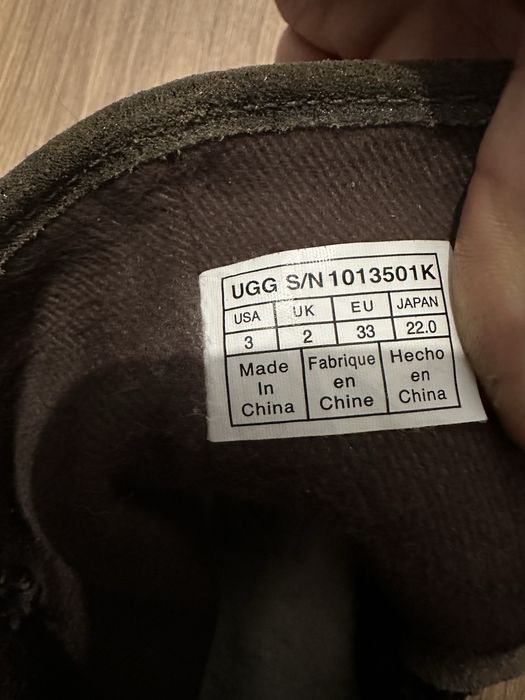 UGG S/N 1013501K
USA UK EU JAPAN
3 2 33 22.0
Made Fabrique Hecho
In en en
China Chine China